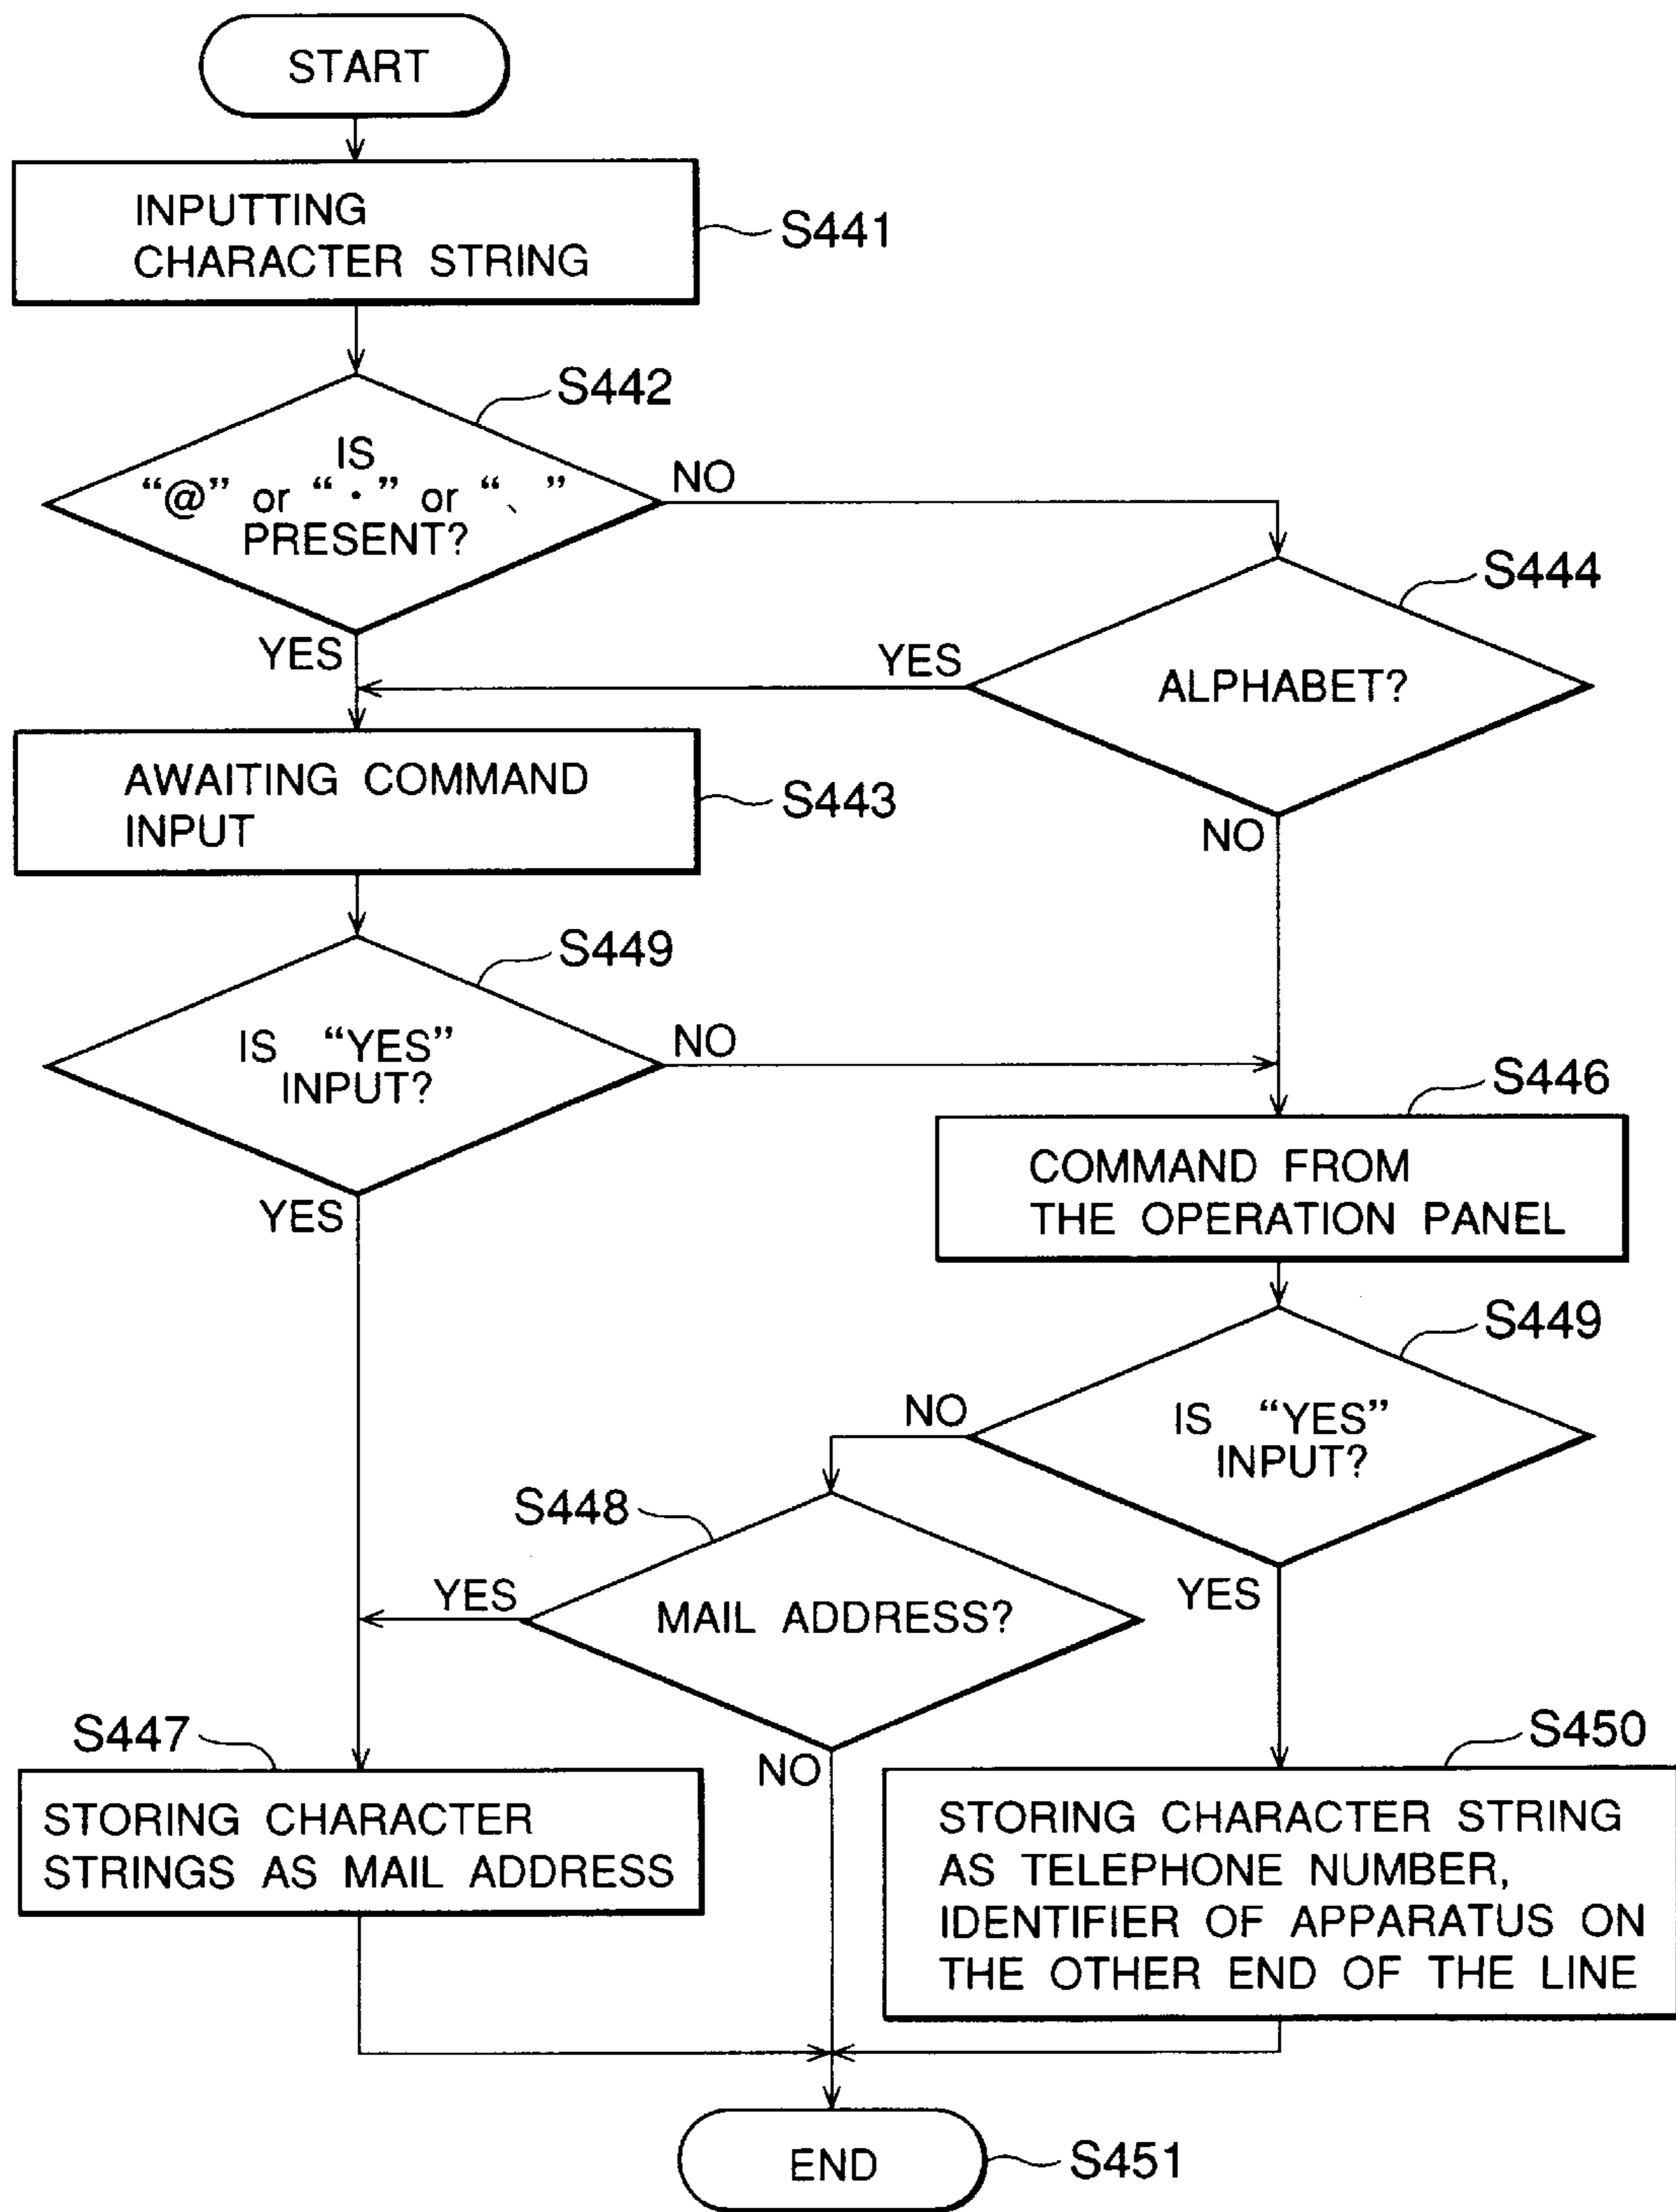 START
INPUTTING
CHARACTER STRING
S441
S442
IS
“@” or “・” or “、”
PRESENT?
NO
YES
S444
ALPHABET?
YES
NO
AWAITING COMMAND
INPUT
S443
S449
IS “YES”
INPUT?
NO
YES
S446
COMMAND FROM
THE OPERATION PANEL
S449
IS “YES”
INPUT?
NO
YES
S448
MAIL ADDRESS?
YES
NO
S447
STORING CHARACTER
STRINGS AS MAIL ADDRESS
S450
STORING CHARACTER STRING
AS TELEPHONE NUMBER,
IDENTIFIER OF APPARATUS ON
THE OTHER END OF THE LINE
END
S451